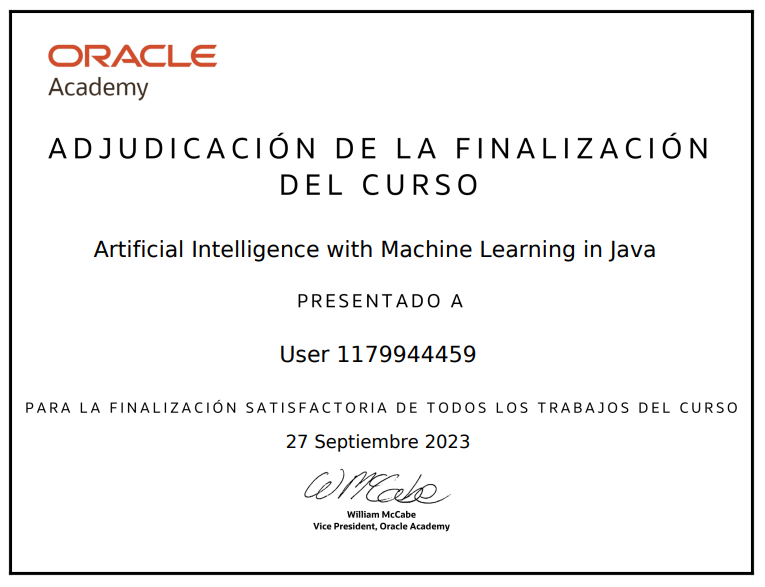 ORACLE
Academy
ADJUDICACIÓN DE LA FINALIZACIÓN
DEL CURSO
Artificial Intelligence with Machine Learning in Java
PRESENTADO A
User 1179944459
PARA LA FINALIZACIÓN SATISFACTORIA DE TODOS LOS TRABAJOS DEL CURSO
27 Septiembre 2023
W McCabe
William McCabe
Vice President, Oracle Academy